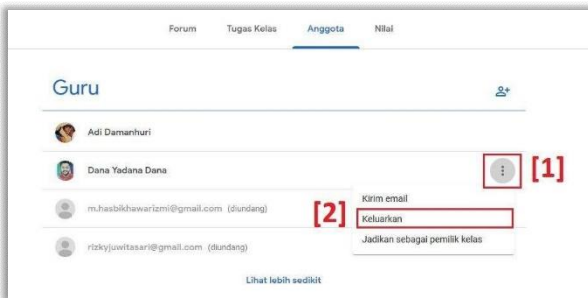 Forum Tugas Kelas Anggota Nilai
Guru
Adi Damanhuri
Dana Yadana Dana
[1]
m.hasbikhawarizmi@gmail.com (diundang)
[2]
Kirim email
Keluarkan
Jadikan sebagai pemilik kelas
rizkyjuwitasari@gmail.com (diundang)
Lihat lebih sedikit